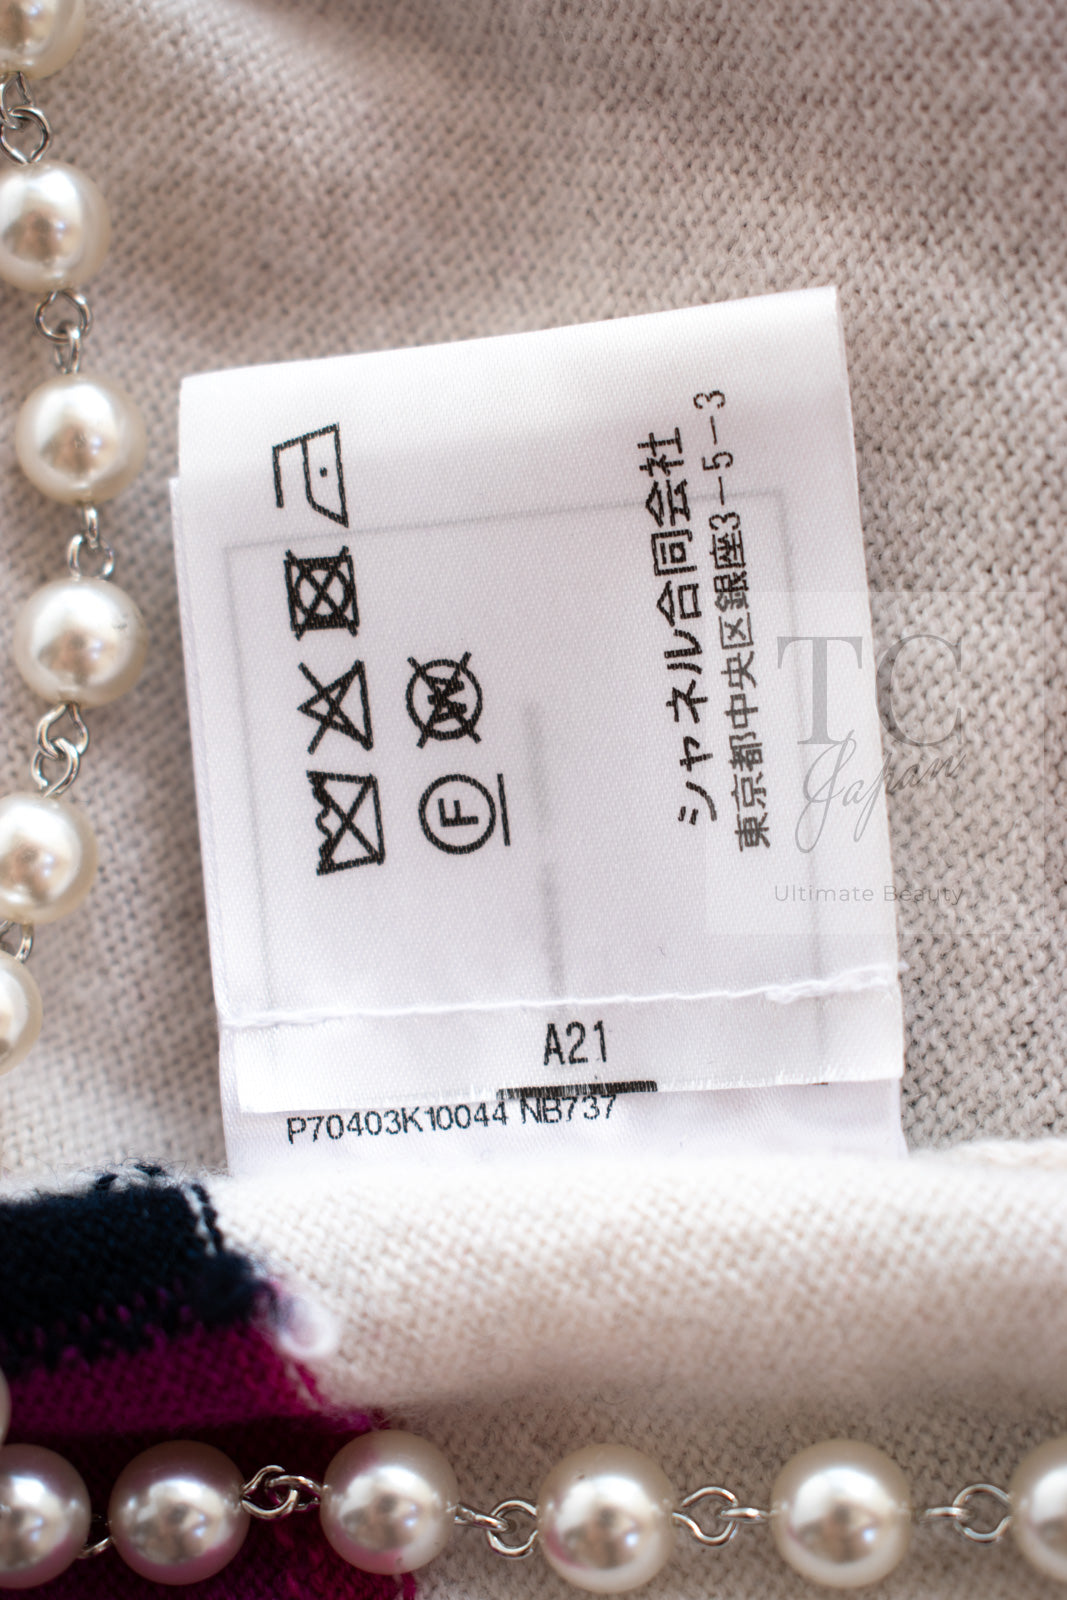 シャネル合同会社
東京都中央区銀座3-5-3
F
W
A21
P70403K10044 NB737
TC
Japan
Ultimate Beauty